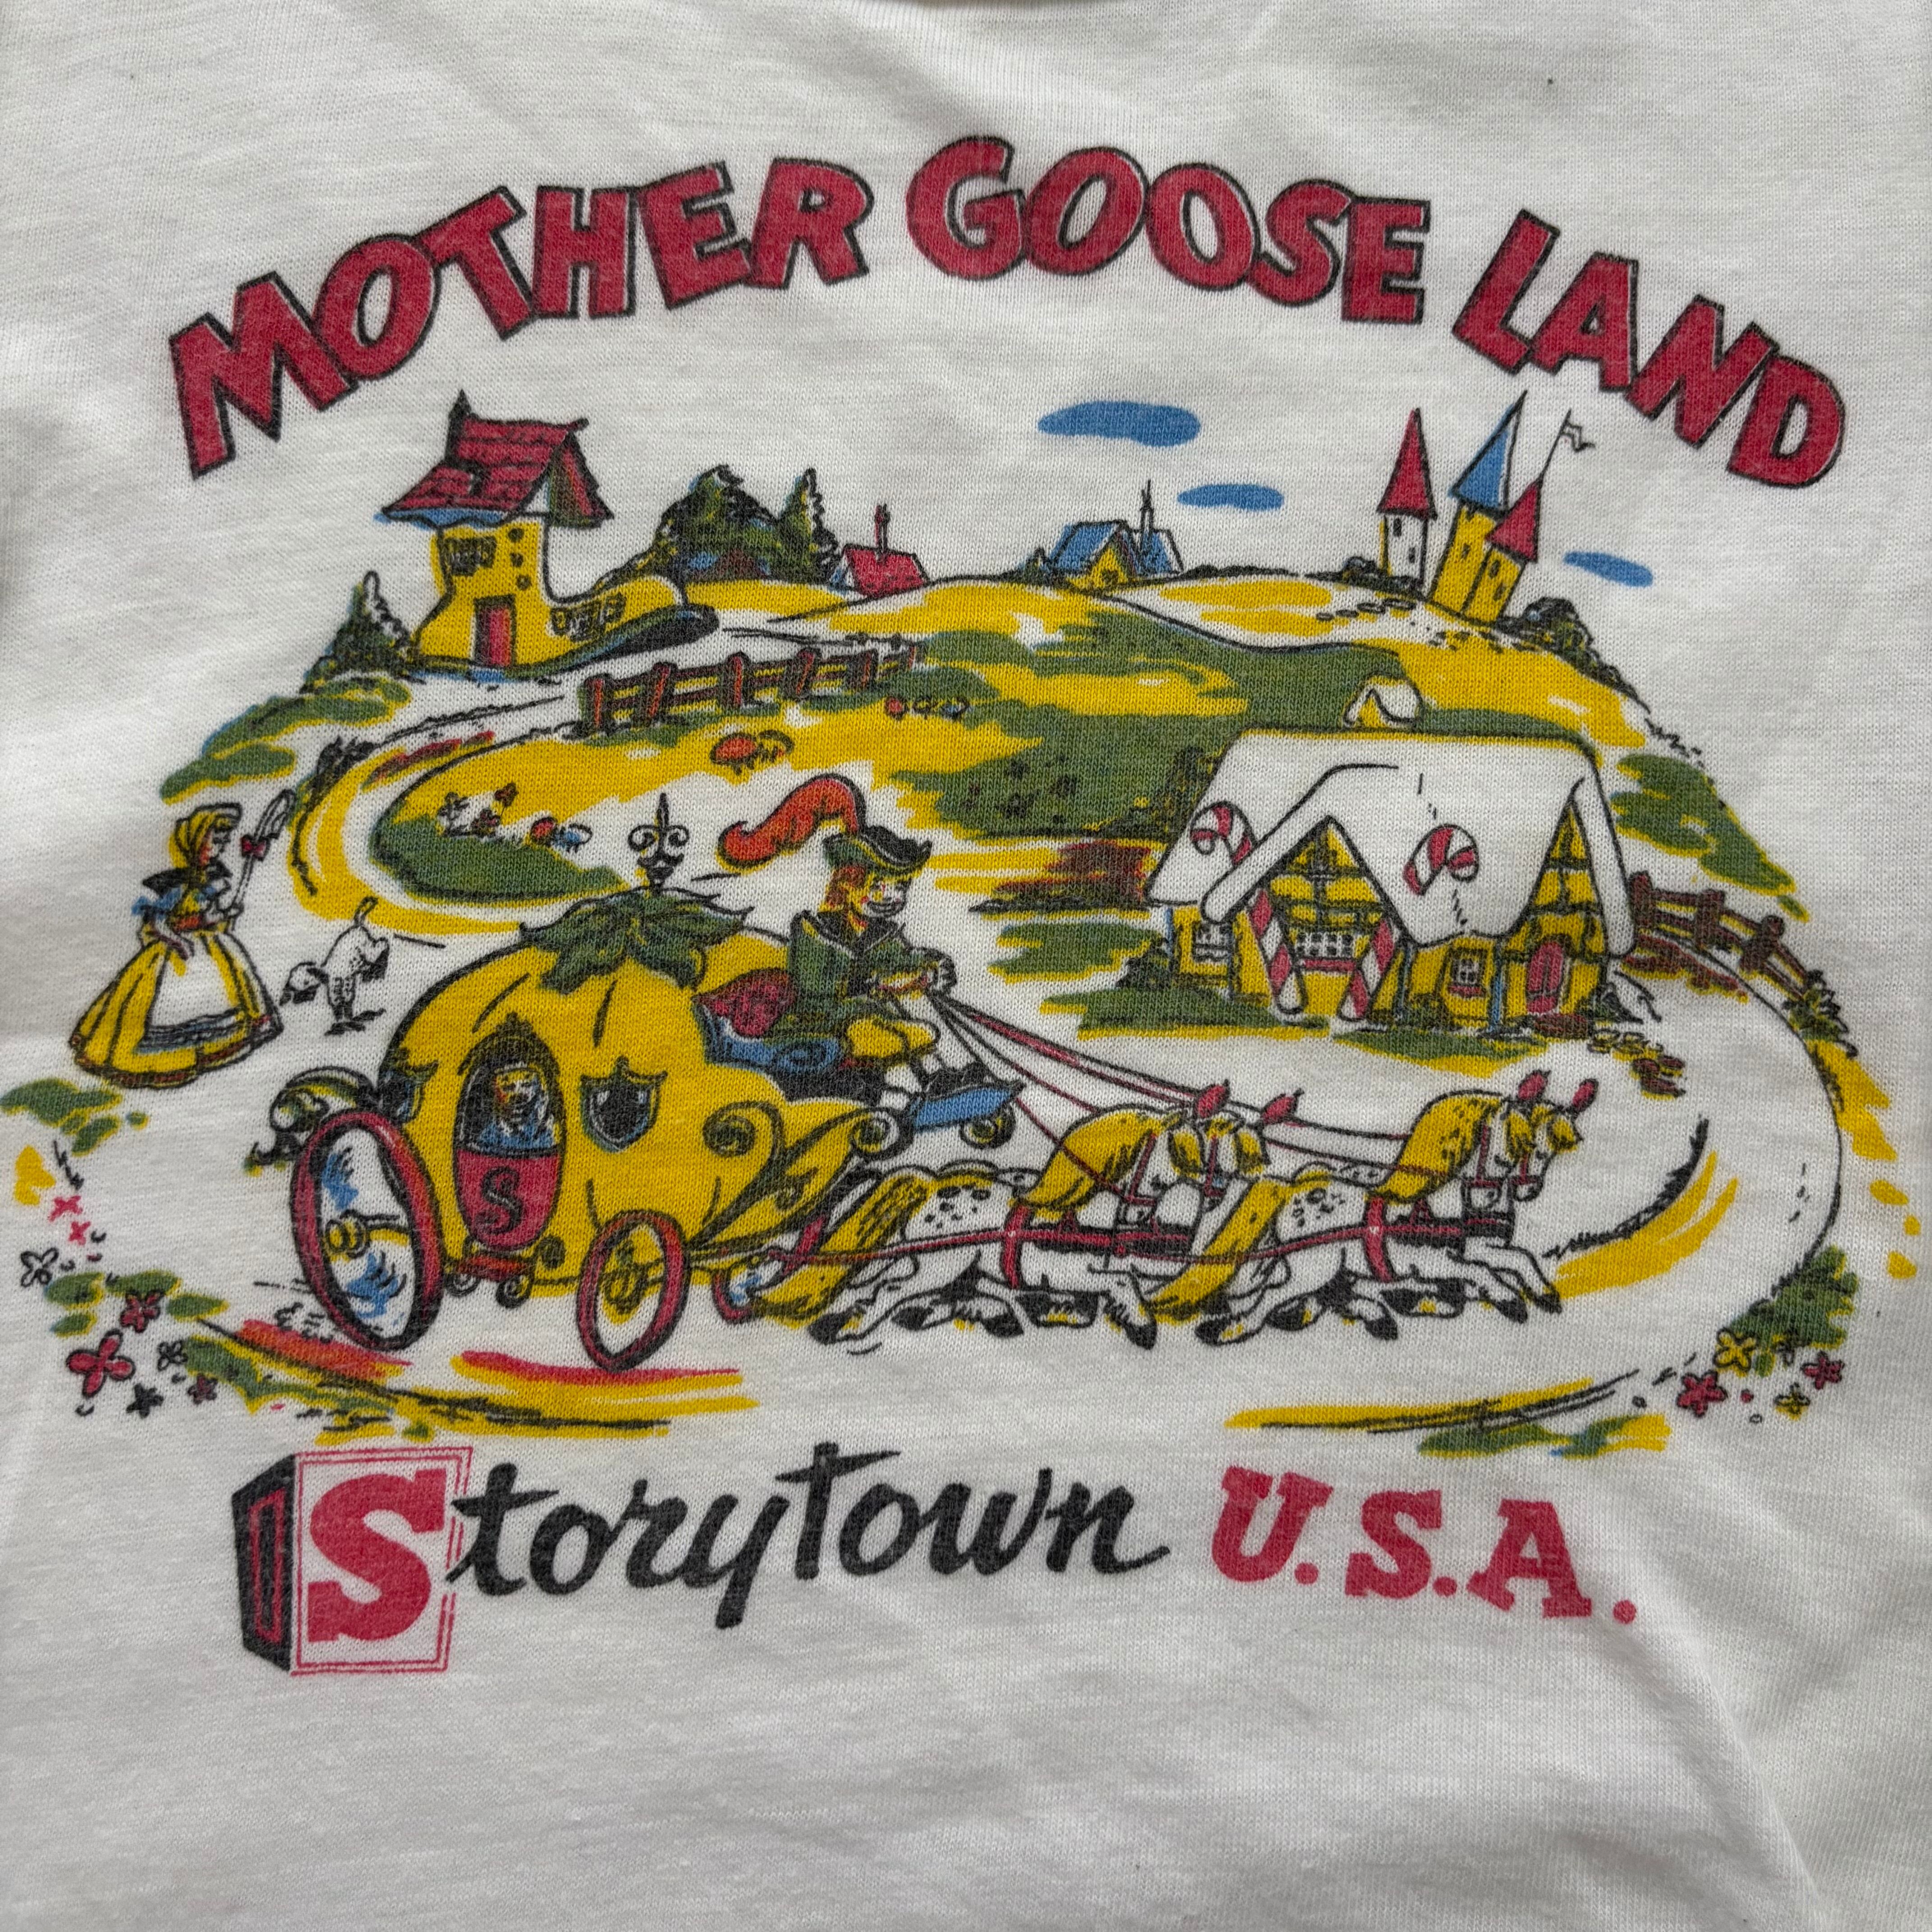 MOTHER GOOSE LAND
S
Storytown U.S.A.